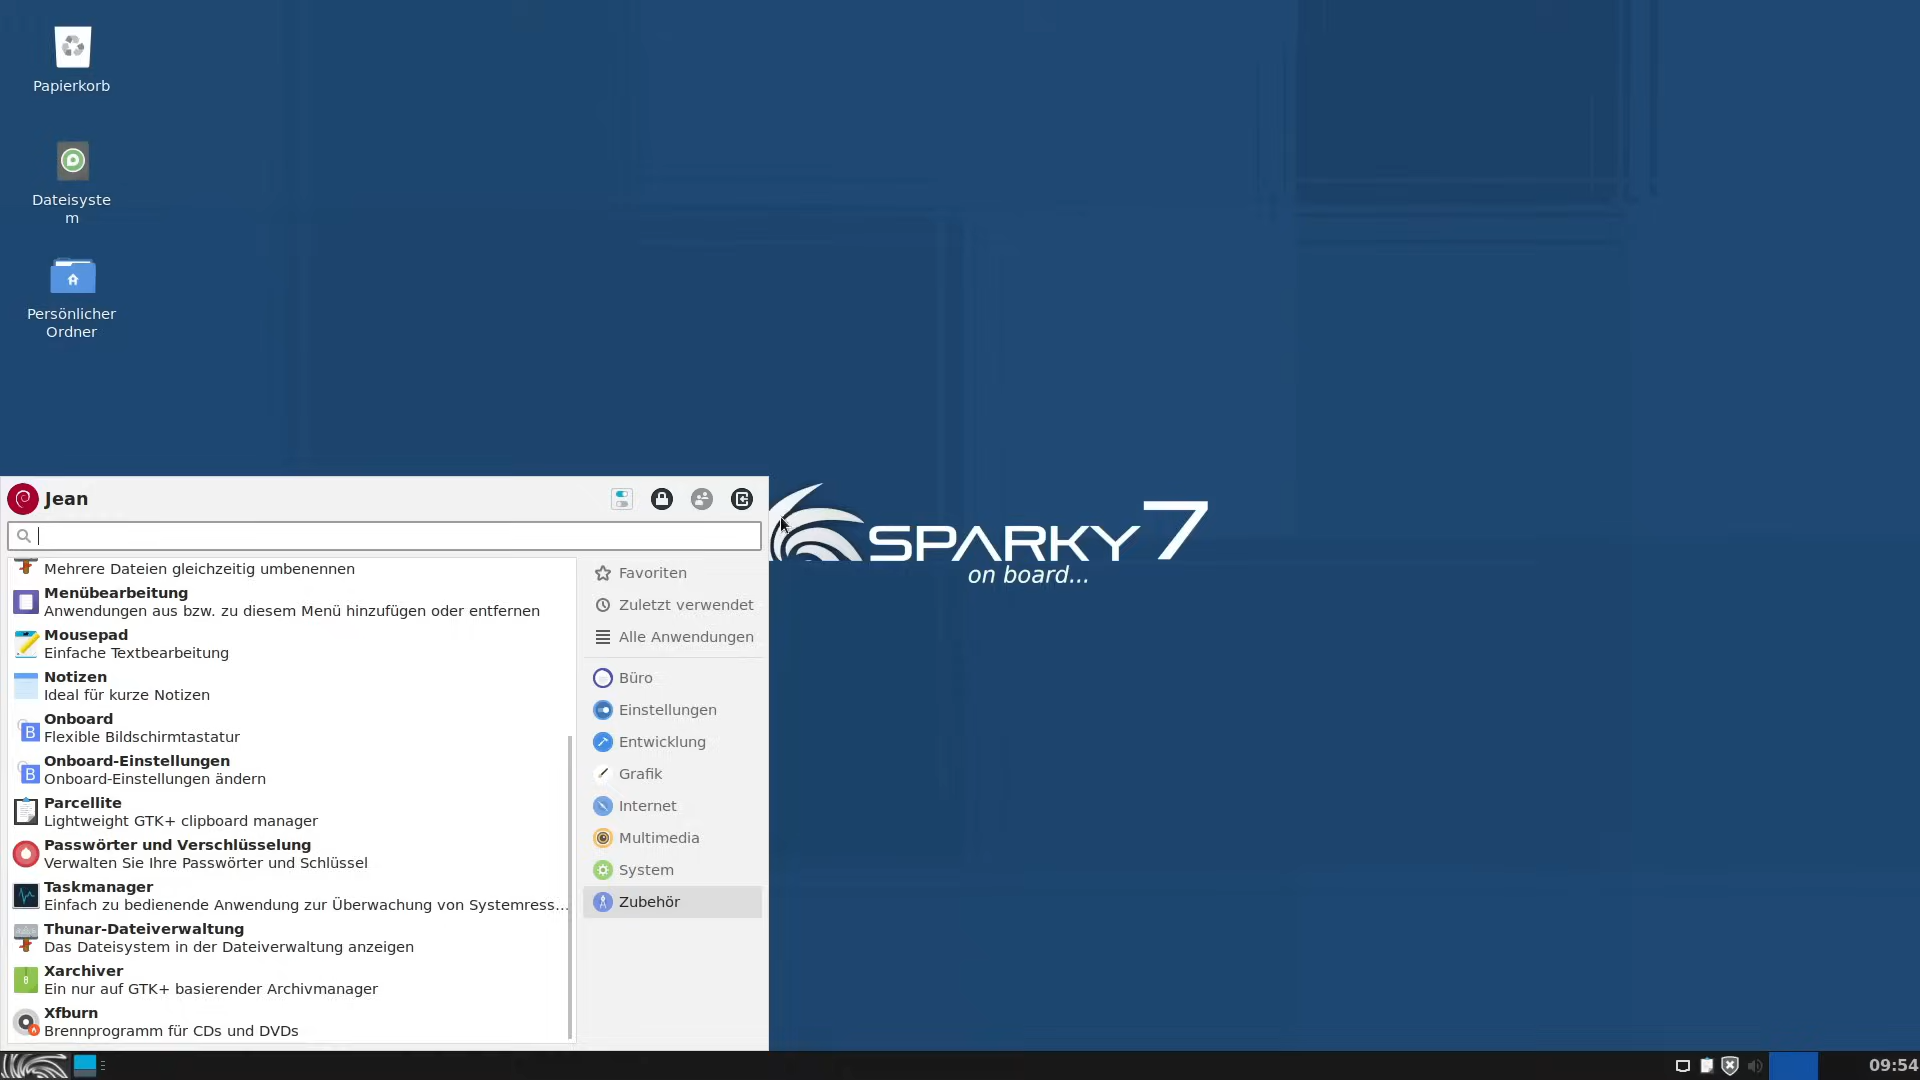 Papierkorb
Dateisyste
m
Persönlicher
Ordner
SPARKY 7
on board...
Jean
Mehrere Dateien gleichzeitig umbenennen
Menübearbeitung
Anwendungen aus bzw. zu diesem Menü hinzufügen oder entfernen
Mousepad
Einfache Textbearbeitung
Notizen
Ideal für kurze Notizen
Onboard
Flexible Bildschirmtastatur
Onboard-Einstellungen
Onboard-Einstellungen ändern
Parcellite
Lightweight GTK+ clipboard manager
Passwörter und Verschlüsselung
Verwalten Sie Ihre Passwörter und Schlüssel
Taskmanager
Einfach zu bedienende Anwendung zur Überwachung von Systemress...
Thunar-Dateiverwaltung
Das Dateisystem in der Dateiverwaltung anzeigen
Xarchiver
Ein nur auf GTK+ basierender Archivmanager
Xfburn
Brennprogramm für CDs und DVDs
Favoriten
Zuletzt verwendet
Alle Anwendungen
Büro
Einstellungen
Entwicklung
Grafik
Internet
Multimedia
System
Zubehör
09:54